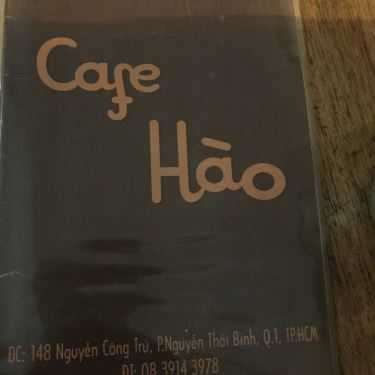 Cafe
Hào
ĐC: 148 Nguyễn Công Trứ, P.Nguyễn Thái Bình, Q.1, TP.HCM
ĐT: 08 3914 3978